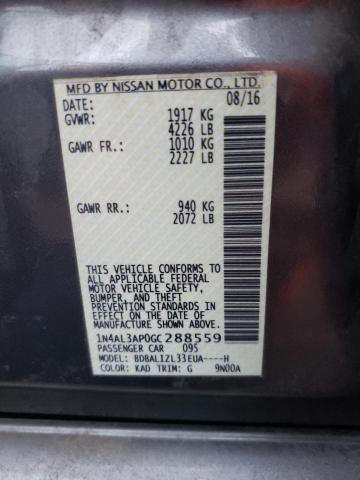 MFD BY NISSAN MOTOR CO., LTD.
DATE: 08/16
GVWR: 1917 KG
4226 LB
GAWR FR.: 1010 KG
2227 LB
GAWR RR.: 940 KG
2072 LB
THIS VEHICLE CONFORMS TO
ALL APPLICABLE FEDERAL
MOTOR VEHICLE SAFETY,
BUMPER, AND THEFT
PREVENTION STANDARDS IN
EFFECT ON THE DATE OF
MANUFACTURE SHOWN ABOVE.
1N4AL3AP0GC288559
PASSENGER CAR 095
MODEL: BDBALIZL33EUA----H
COLOR: KAD TRIM: G 9N00A